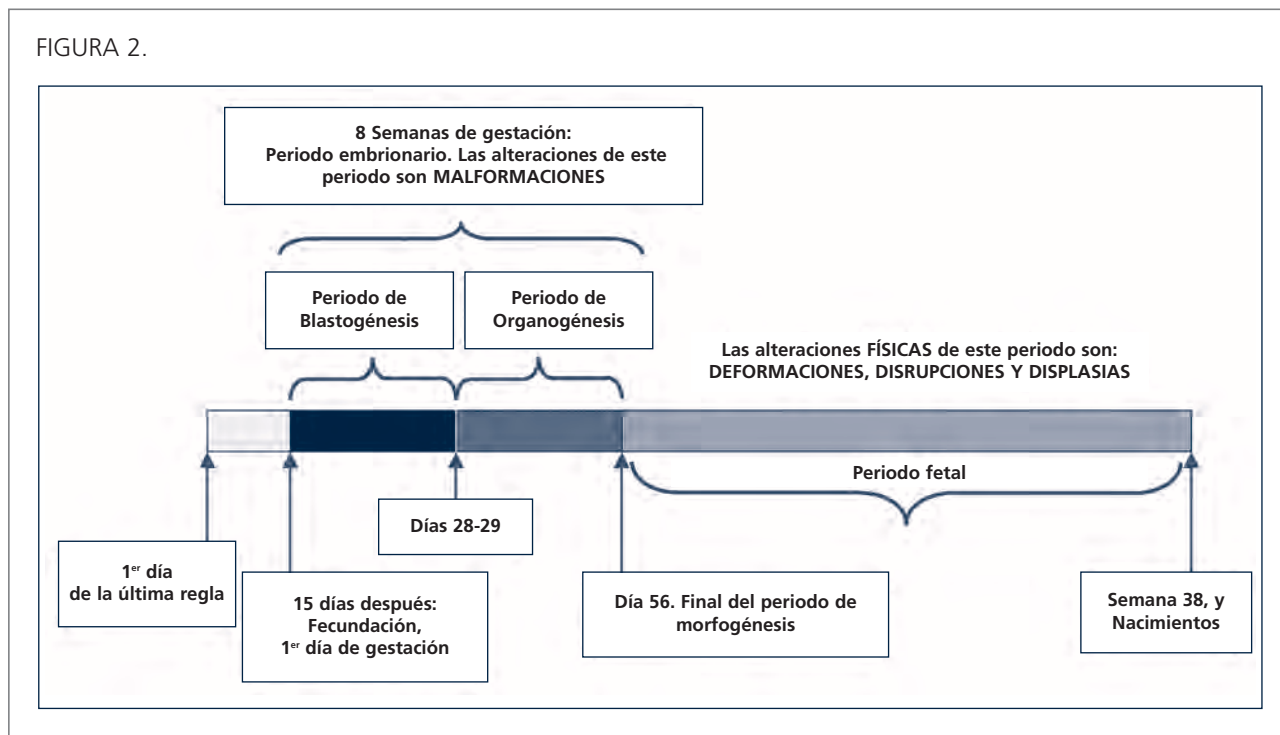 FIGURA 2.
8 Semanas de gestación:
Periodo embrionario. Las alteraciones de este
periodo son MALFORMACIONES
Periodo de
Blastogénesis
Periodo de
Organogénesis
Las alteraciones FÍSICAS de este periodo son:
DEFORMACIONES, DISRUPCIONES Y DISPLASIAS
Periodo fetal
Días 28-29
1er día
de la última regla
15 días después:
Fecundación,
1er día de gestación
Día 56. Final del periodo de
morfogénesis
Semana 38, y
Nacimientos